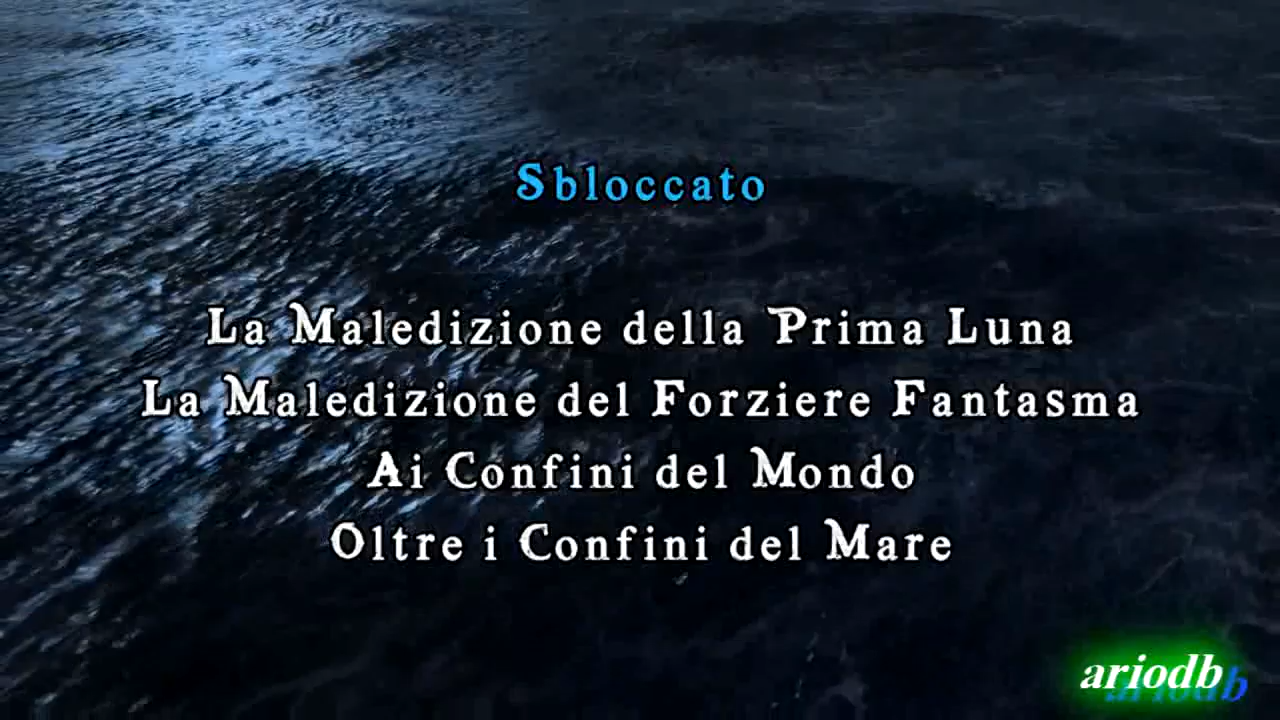 Sbloccato
La Maledizione della Prima Luna
La Maledizione del Forziere Fantasma
Ai Confini del Mondo
Oltre i Confini del Mare
ariodb